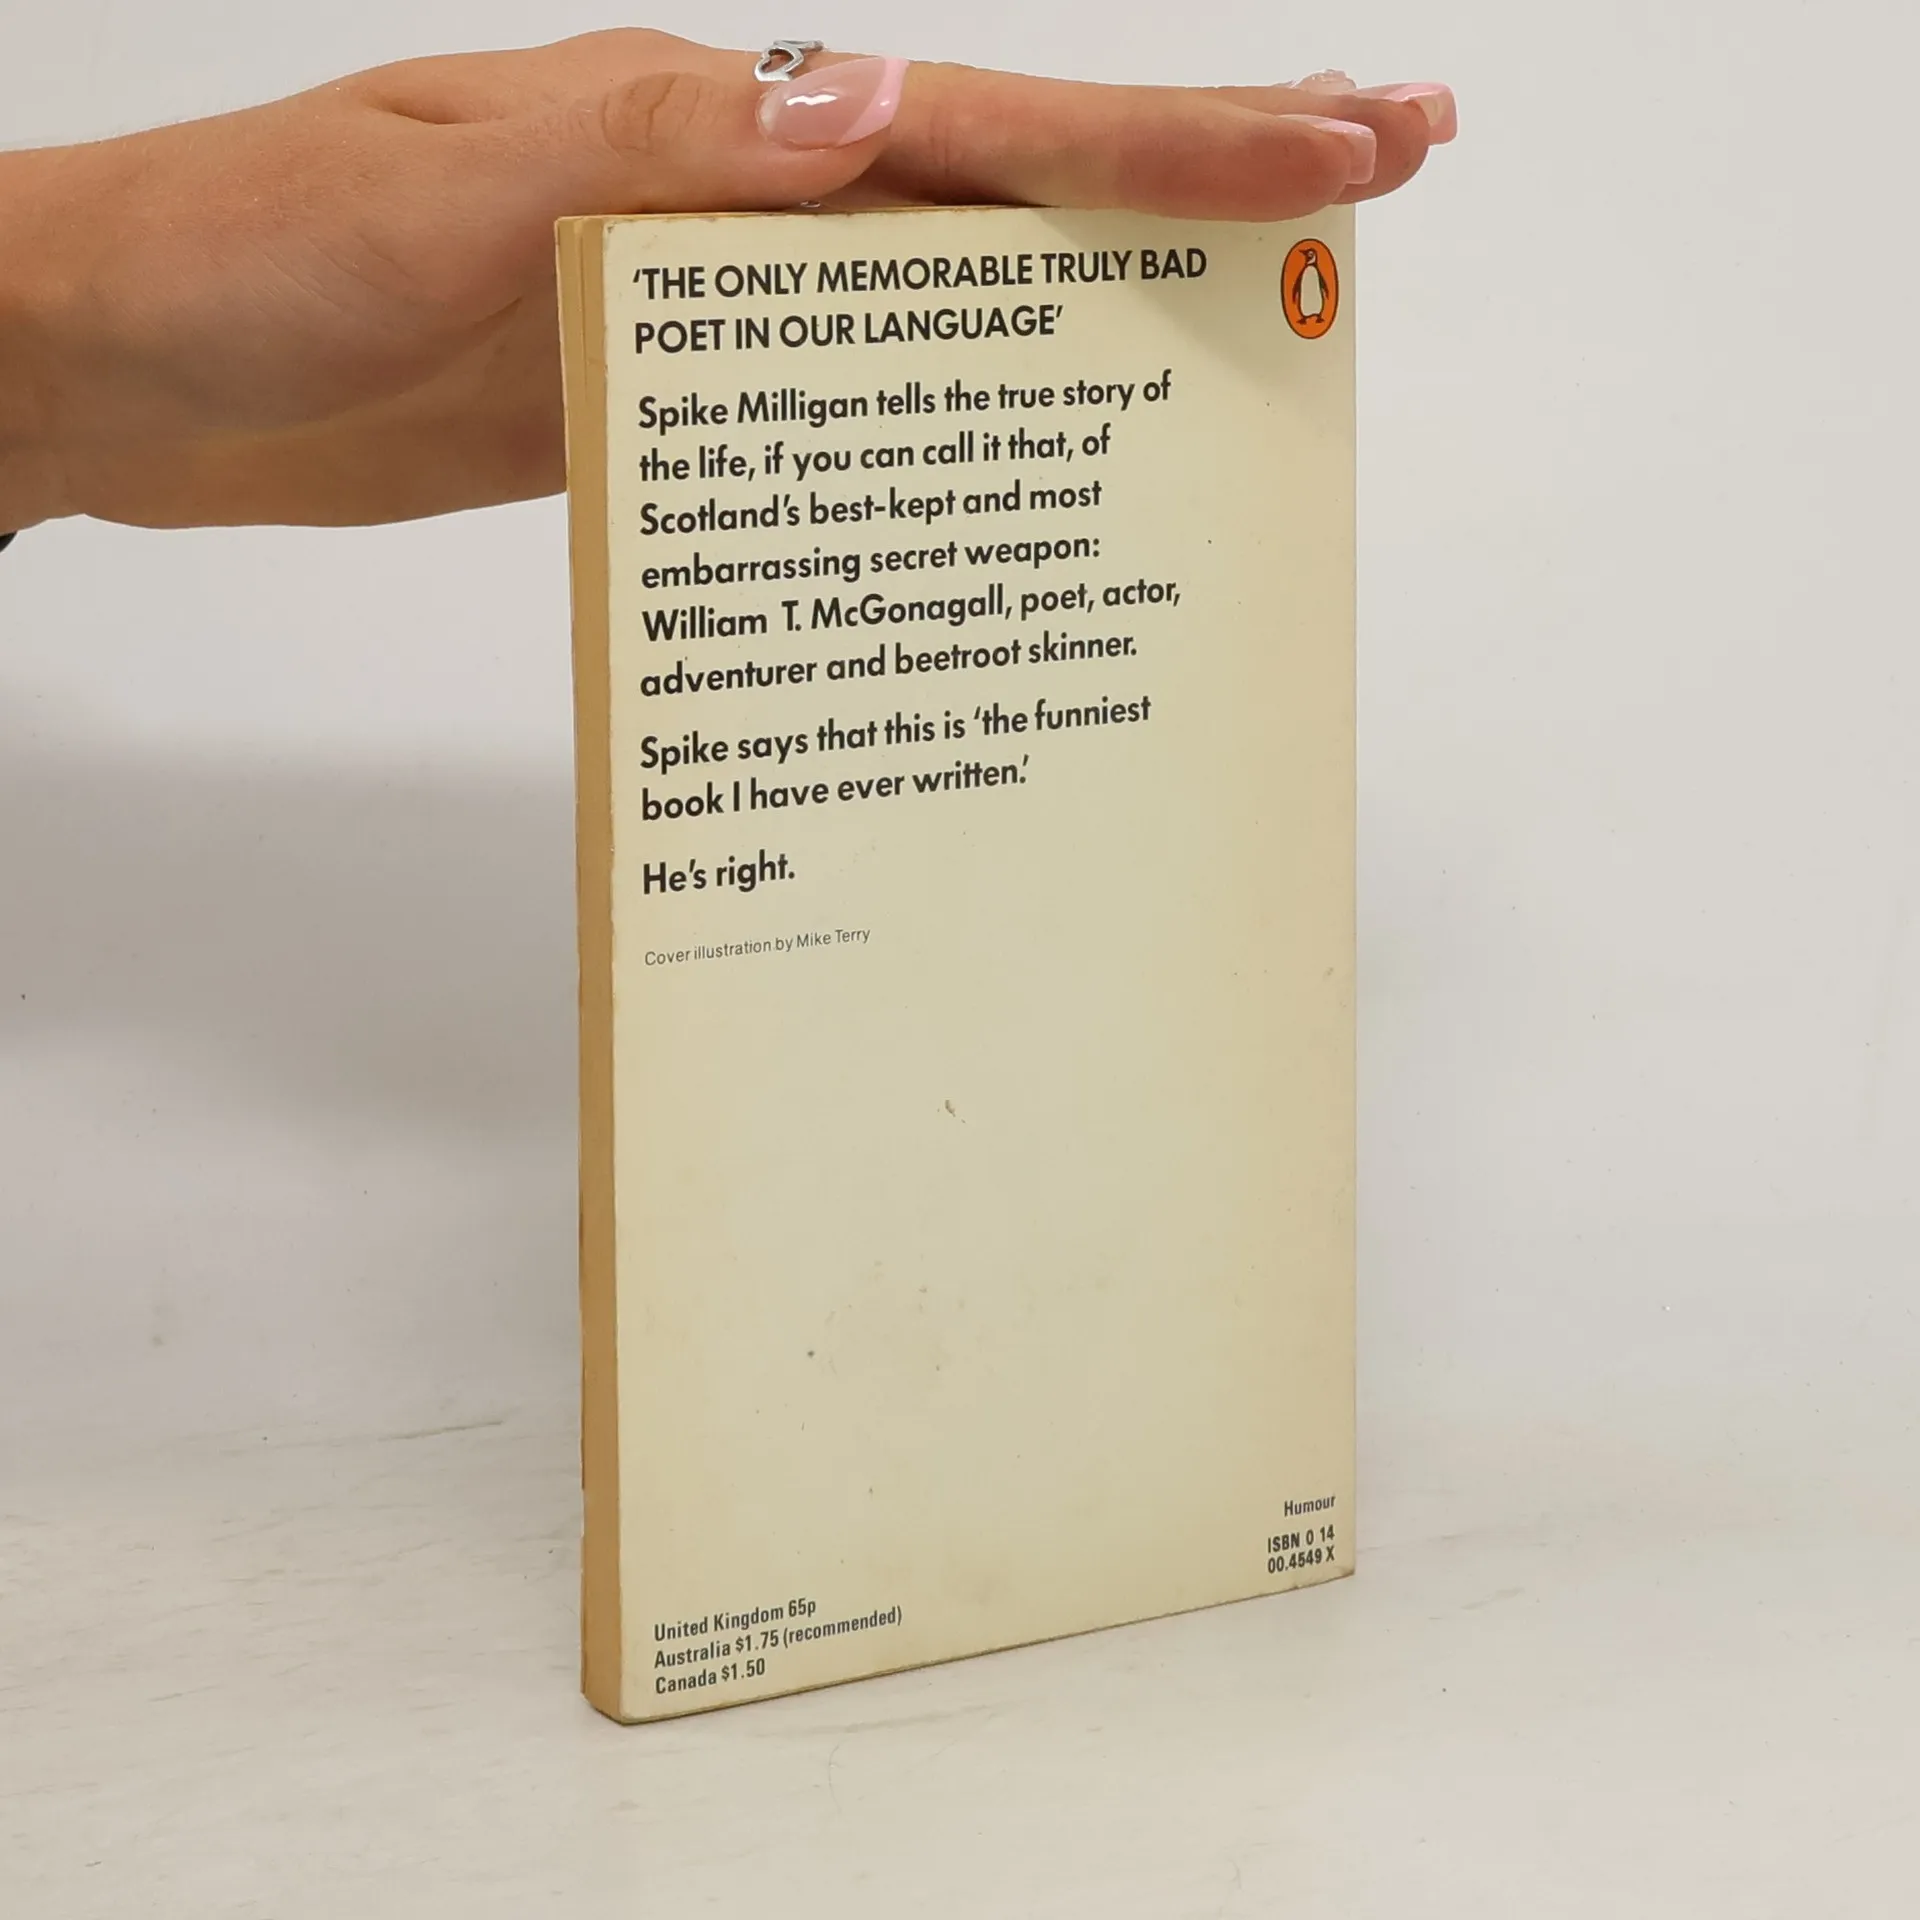 ‘THE ONLY MEMORABLE TRULY BAD
POET IN OUR LANGUAGE’
Spike Milligan tells the true story of
the life, if you can call it that, of
Scotland’s best-kept and most
embarrassing secret weapon:
William T. McGonagall, poet, actor,
adventurer and beetroot skinner.
Spike says that this is ‘the funniest
book I have ever written.’
He’s right.
Cover illustration by Mike Terry
Humour
ISBN 0 14
00.4549 X
United Kingdom 65p
Australia $1.75 (recommended)
Canada $1.50